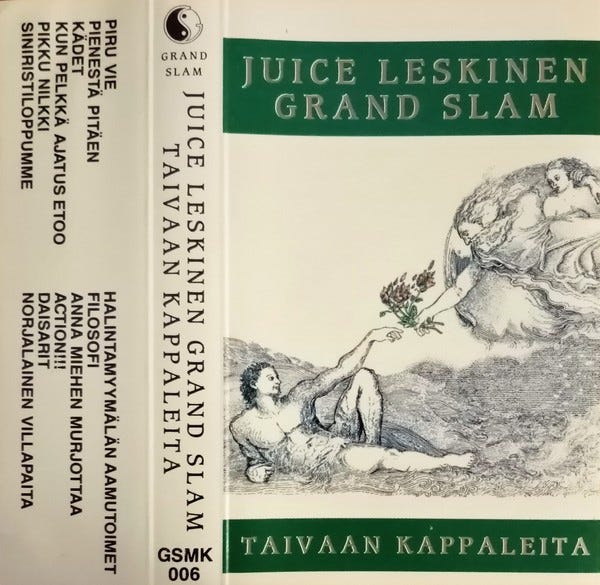 PIRU VIE
PIENESTÄ PITÄEN
KÄDET
KUN PELKKÄ AJATUS ETOO
PIKKU NILKKI
SINIRISTILOPPUMME
HALINTAMYYMÄLÄN AAMUTOIMET
FILOSOFI
ANNA MIEHEN MURJOTTAA
ACTION!!!
DAISARIT
NORJALAINEN VILLAPAITA
GRAND
SLAM
JUICE LESKINEN GRAND SLAM
TAIVAAN KAPPALEITA
GSMK
006
JUICE LESKINEN
GRAND SLAM
TAIVAAN KAPPALEITA